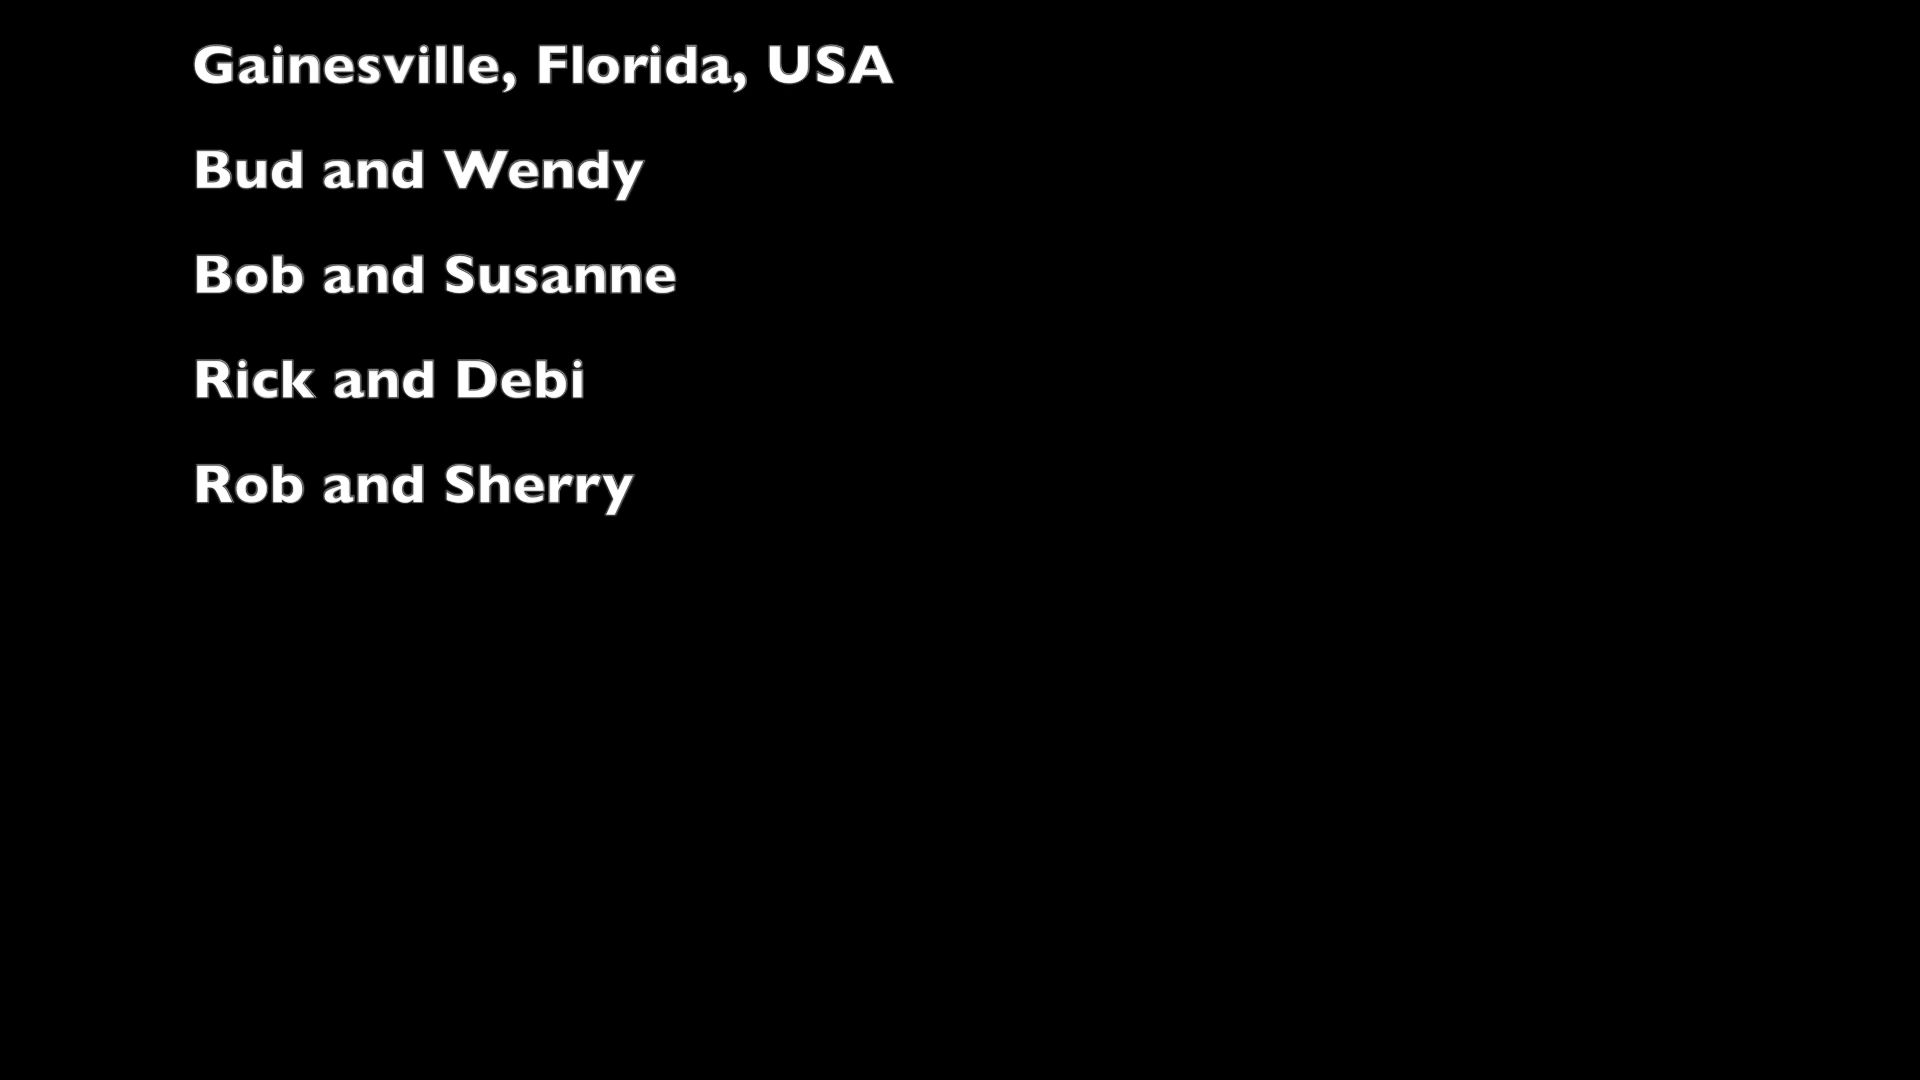 Gainesville, Florida, USA
Bud and Wendy
Bob and Susanne
Rick and Debi
Rob and Sherry